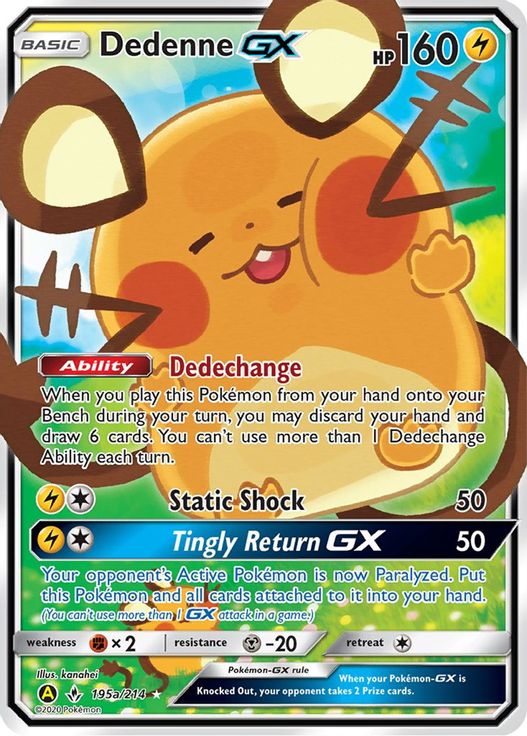 BASIC Dedenne GX HP160
Ability Dedechange
When you play this Pokémon from your hand onto your
Bench during your turn, you may discard your hand and
draw 6 cards. You can't use more than 1 Dedechange
Ability each turn.
Static Shock 50
Tingly Return GX 50
Your opponent's Active Pokémon is now Paralyzed. Put
this Pokémon and all cards attached to it into your hand.
(You can't use more than 1 GX attack in a game.)
weakness ×2 resistance -20 retreat
Illus. kanahei
Pokémon-GX rule
When your Pokémon-GX is
Knocked Out, your opponent takes 2 Prize cards.
A 195a/214
©2020 Pokémon